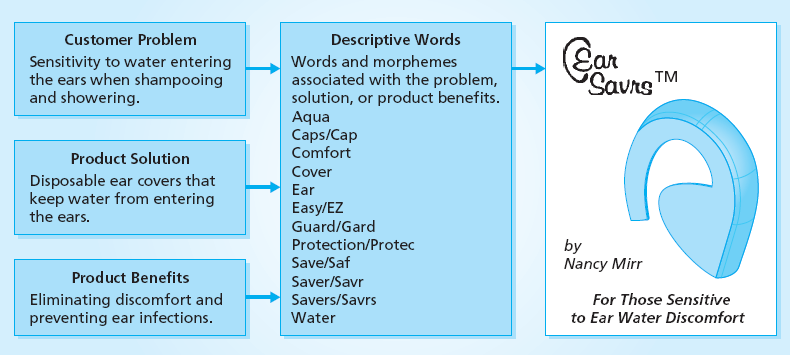 Customer Problem
Sensitivity to water entering
the ears when shampooing
and showering.
Product Solution
Disposable ear covers that
keep water from entering
the ears.
Product Benefits
Eliminating discomfort and
preventing ear infections.
Descriptive Words
Words and morphemes
associated with the problem,
solution, or product benefits.
Aqua
Caps/Cap
Comfort
Cover
Ear
Easy/EZ
Guard/Gard
Protection/Protec
Save/Saf
Saver/Savr
Savers/Savrs
Water
Ear
Savrs™
by
Nancy Mirr
For Those Sensitive
to Ear Water Discomfort